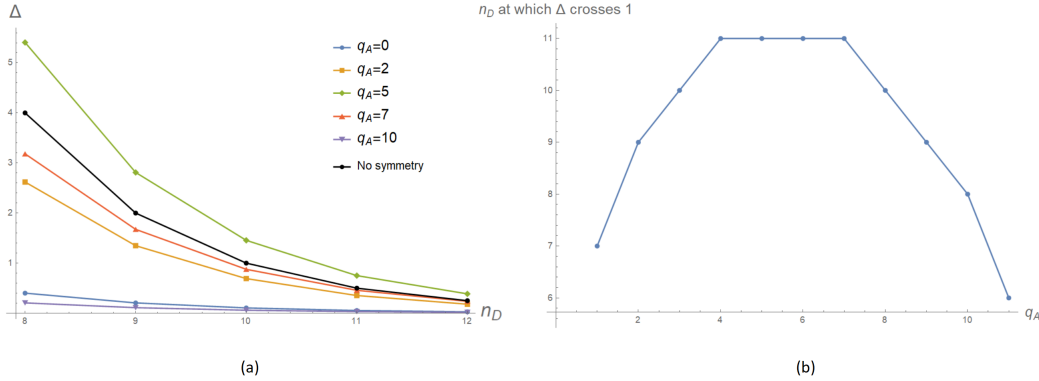 Δ
5
4
3
2
1
8
9
10
11
12
n_D
q_A=0
q_A=2
q_A=5
q_A=7
q_A=10
No symmetry
(a)
n_D at which Δ crosses 1
11
10
9
8
7
6
2
4
6
8
10
q_A
(b)